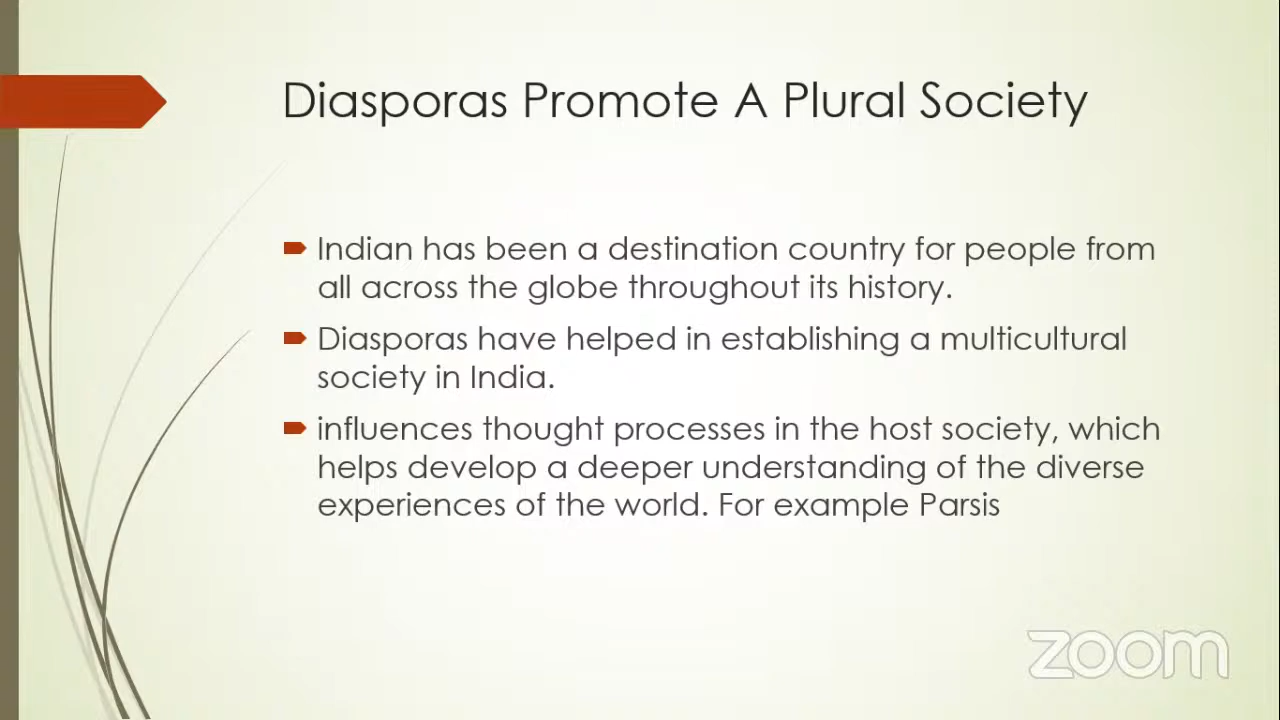 Diasporas Promote A Plural Society
Indian has been a destination country for people from
all across the globe throughout its history.
Diasporas have helped in establishing a multicultural
society in India.
influences thought processes in the host society, which
helps develop a deeper understanding of the diverse
experiences of the world. For example Parsis
zoom